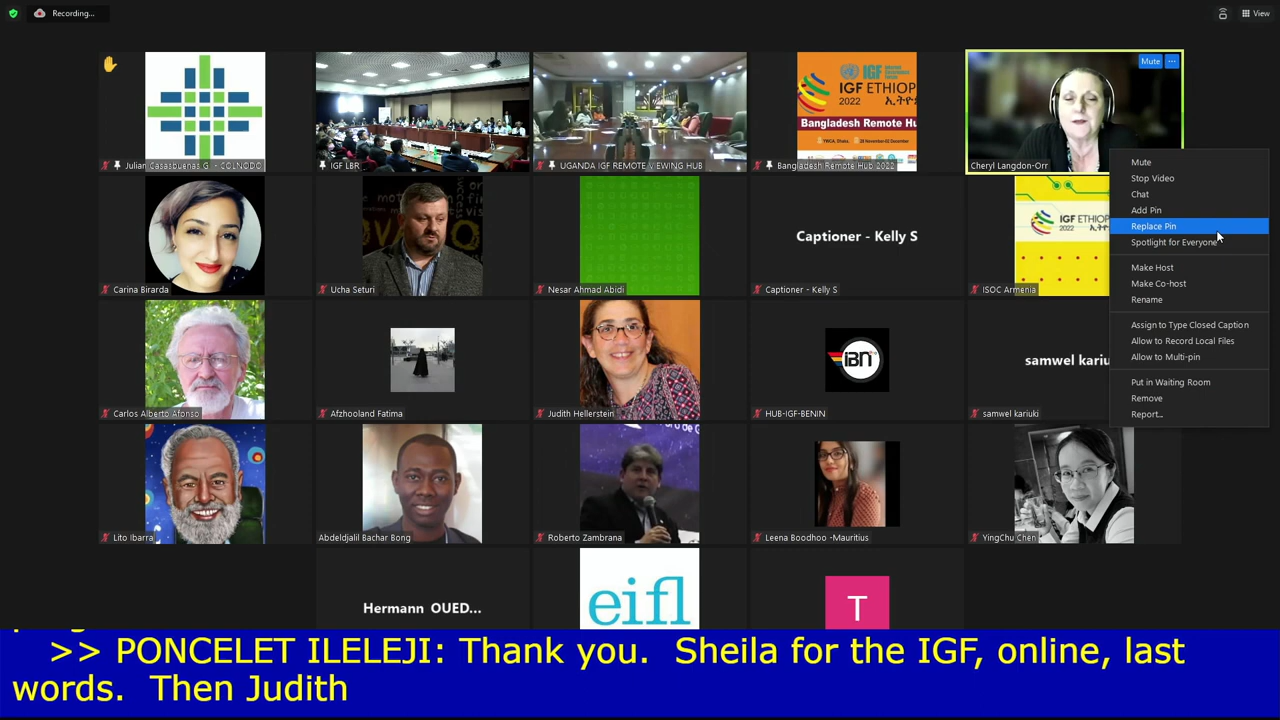 Recording...
View
Julian Casasbuenas G. - COLNODO
IGF LBR
UGANDA IGF REMOTE VIEWING HUB
IGF
IGF ETHIOP
2022
Bangladesh Remote Hu
Bangladesh Remote Hub 2022
Mute
Cheryl Langdon-Orr
Mute
Stop Video
Chat
Add Pin
Replace Pin
Spotlight for Everyone
Make Host
Make Co-host
Rename
Assign to Type Closed Caption
Allow to Record Local Files
Allow to Multi-pin
Put in Waiting Room
Remove
Report...
Carina Birarda
Ucha Seturi
Nesar Ahmad Abidi
Captioner - Kelly S
Captioner - Kelly S
IGF ETHIOP
2022
ISOC Armenia
Carlos Alberto Afonso
Afzhooland Fatima
Judith Hellerstein
iBN
HUB-IGF-BENIN
samwel kariu
samwel kariuki
Lito Ibarra
Abdeldjalil Bachar Bong
Roberto Zambrana
Leena Boodhoo -Mauritius
YingChu Chen
Hermann OUED...
eifl
T
>> PONCELET ILELEJI: Thank you. Sheila for the IGF, online, last
words. Then Judith